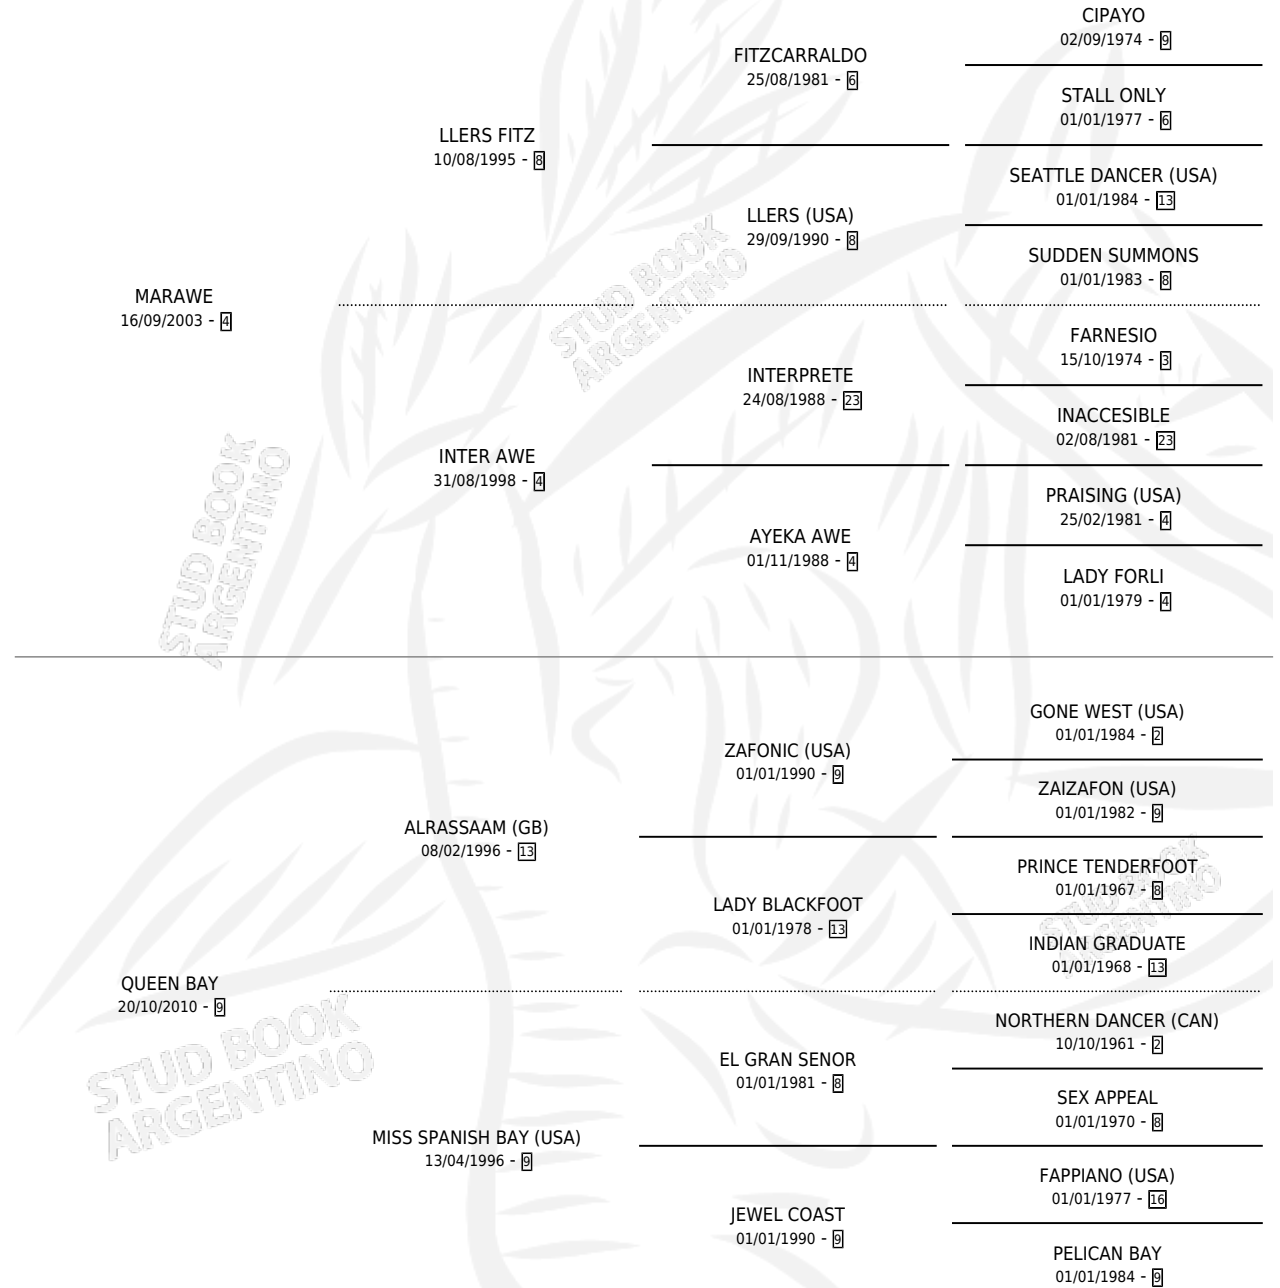 CIPAYO
02/09/1974 - 9
FITZCARRALDO
25/08/1981 - 6
STALL ONLY
01/01/1977 - 6
LLERS FITZ
10/08/1995 - 8
SEATTLE DANCER (USA)
01/01/1984 - 13
LLERS (USA)
29/09/1990 - 8
SUDDEN SUMMONS
01/01/1983 - 8
MARAWE
16/09/2003 - 4
STUD BOOK
ARGENTINO
FARNESIO
15/10/1974 - 3
INTERPRETE
24/08/1988 - 23
INACCESIBLE
02/08/1981 - 23
INTER AWE
31/08/1998 - 4
PRAISING (USA)
25/02/1981 - 4
AYEKA AWE
01/11/1988 - 4
LADY FORLI
01/01/1979 - 4
STUD BOOK
ARGENTINO
GONE WEST (USA)
01/01/1984 - 2
ZAFONIC (USA)
01/01/1990 - 9
ZAIZAFON (USA)
01/01/1982 - 9
ALRASSAAM (GB)
08/02/1996 - 13
PRINCE TENDERFOOT
01/01/1967 - 8
LADY BLACKFOOT
01/01/1978 - 13
INDIAN GRADUATE
01/01/1968 - 13
STUD BOOK
ARGENTINO
QUEEN BAY
20/10/2010 - 9
NORTHERN DANCER (CAN)
10/10/1961 - 2
EL GRAN SENOR
01/01/1981 - 8
SEX APPEAL
01/01/1970 - 8
STUD BOOK
ARGENTINO
MISS SPANISH BAY (USA)
13/04/1996 - 9
FAPPIANO (USA)
01/01/1977 - 16
JEWEL COAST
01/01/1990 - 9
PELICAN BAY
01/01/1984 - 9